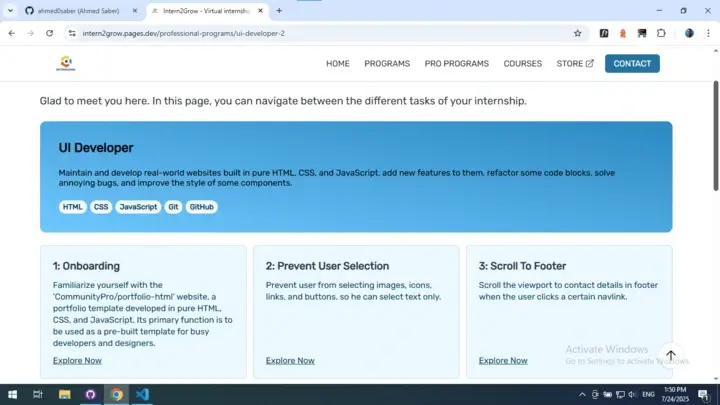 ahmed0saber (Ahmed Saber)
Intern2Grow - Virtual internship
intern2grow.pages.dev/professional-programs/ui-developer-2
HOME PROGRAMS PRO PROGRAMS COURSES STORE CONTACT
Glad to meet you here. In this page, you can navigate between the different tasks of your internship.
UI Developer
Maintain and develop real-world websites built in pure HTML, CSS, and JavaScript, add new features to them, refactor some code blocks, solve
annoying bugs, and improve the style of some components.
HTML CSS JavaScript Git GitHub
1: Onboarding
Familiarize yourself with the
'CommunityPro/portfolio-html' website, a
portfolio template developed in pure HTML,
CSS, and JavaScript. Its primary function is to
be used as a pre-built template for busy
developers and designers.
Explore Now
2: Prevent User Selection
Prevent user from selecting images, icons,
links, and buttons, so he can select text only.
Explore Now
3: Scroll To Footer
Scroll the viewport to contact details in footer
when the user clicks a certain navlink.
Explore Now
Activate Windows
Go to Settings to activate Windows.
ENG
1:50 PM
7/24/2025